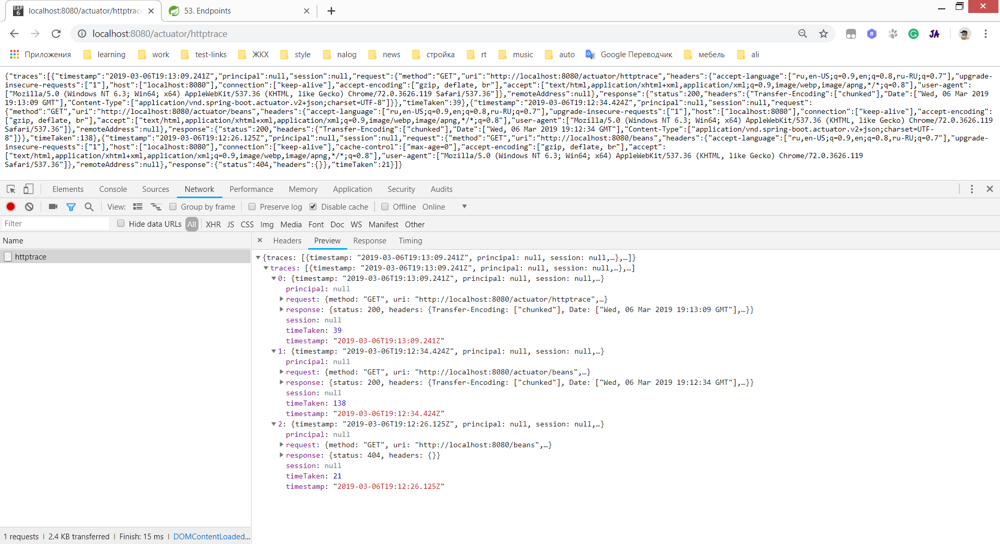 EAP 6 localhost:8080/actuator/httptrace 53. Endpoints
localhost:8080/actuator/httptrace
Приложения learning work test-links ЖКХ style nalog news стройка rt music auto Google Переводчик мебель ali
{"traces":[{"timestamp":"2019-03-06T19:13:09.241Z","principal":null,"session":null,"request":{"method":"GET","uri":"http://localhost:8080/actuator/httptrace","headers":{"accept-language":["ru,en-US;q=0.9,en;q=0.8,ru-RU;q=0.7"],"upgrade-
insecure-requests":["1"],"host":["localhost:8080"],"connection":["keep-alive"],"accept-encoding":["gzip, deflate, br"],"accept":["text/html,application/xhtml+xml,application/xml;q=0.9,image/webp,image/apng,*/*;q=0.8"],"user-agent":
["Mozilla/5.0 (Windows NT 6.3; Win64; x64) AppleWebKit/537.36 (KHTML, like Gecko) Chrome/72.0.3626.119 Safari/537.36"]},"remoteAddress":null},"response":{"status":200,"headers":{"Transfer-Encoding":["chunked"],"Date":["Wed, 06 Mar 2019
19:13:09 GMT"],"Content-Type":["application/vnd.spring-boot.actuator.v2+json;charset=UTF-8"]}},"timeTaken":39},{"timestamp":"2019-03-06T19:12:34.424Z","principal":null,"session":null,"request":
{"method":"GET","uri":"http://localhost:8080/actuator/beans","headers":{"accept-language":["ru,en-US;q=0.9,en;q=0.8,ru-RU;q=0.7"],"upgrade-insecure-requests":["1"],"host":["localhost:8080"],"connection":["keep-alive"],"accept-encoding":
["gzip, deflate, br"],"accept":["text/html,application/xhtml+xml,application/xml;q=0.9,image/webp,image/apng,*/*;q=0.8"],"user-agent":["Mozilla/5.0 (Windows NT 6.3; Win64; x64) AppleWebKit/537.36 (KHTML, like Gecko) Chrome/72.0.3626.119
Safari/537.36"]},"remoteAddress":null},"response":{"status":200,"headers":{"Transfer-Encoding":["chunked"],"Date":["Wed, 06 Mar 2019 19:12:34 GMT"],"Content-Type":["application/vnd.spring-boot.actuator.v2+json;charset=UTF-
8"]}},"timeTaken":138},{"timestamp":"2019-03-06T19:12:26.125Z","principal":null,"session":null,"request":{"method":"GET","uri":"http://localhost:8080/beans","headers":{"accept-language":["ru,en-US;q=0.9,en;q=0.8,ru-RU;q=0.7"],"upgrade-
insecure-requests":["1"],"host":["localhost:8080"],"connection":["keep-alive"],"cache-control":["max-age=0"],"accept-encoding":["gzip, deflate, br"],"accept":
["text/html,application/xhtml+xml,application/xml;q=0.9,image/webp,image/apng,*/*;q=0.8"],"user-agent":["Mozilla/5.0 (Windows NT 6.3; Win64; x64) AppleWebKit/537.36 (KHTML, like Gecko) Chrome/72.0.3626.119
Safari/537.36"]},"remoteAddress":null},"response":{"status":404,"headers":{}},"timeTaken":21}]}
Elements Console Sources Network Performance Memory Application Security Audits
View: Group by frame Preserve log Disable cache Offline Online
Filter Hide data URLs All XHR JS CSS Img Media Font Doc WS Manifest Other
Name Headers Preview Response Timing
httptrace
{traces: [{timestamp: "2019-03-06T19:13:09.241Z", principal: null, session: null,…},…]}
traces: [{timestamp: "2019-03-06T19:13:09.241Z", principal: null, session: null,…},…]
0: {timestamp: "2019-03-06T19:13:09.241Z", principal: null, session: null,…}
principal: null
request: {method: "GET", uri: "http://localhost:8080/actuator/httptrace",…}
response: {status: 200, headers: {Transfer-Encoding: ["chunked"], Date: ["Wed, 06 Mar 2019 19:13:09 GMT"],…}}
session: null
timeTaken: 39
timestamp: "2019-03-06T19:13:09.241Z"
1: {timestamp: "2019-03-06T19:12:34.424Z", principal: null, session: null,…}
principal: null
request: {method: "GET", uri: "http://localhost:8080/actuator/beans",…}
response: {status: 200, headers: {Transfer-Encoding: ["chunked"], Date: ["Wed, 06 Mar 2019 19:12:34 GMT"],…}}
session: null
timeTaken: 138
timestamp: "2019-03-06T19:12:34.424Z"
2: {timestamp: "2019-03-06T19:12:26.125Z", principal: null, session: null,…}
principal: null
request: {method: "GET", uri: "http://localhost:8080/beans",…}
response: {status: 404, headers: {}}
session: null
timeTaken: 21
timestamp: "2019-03-06T19:12:26.125Z"
1 requests | 2.4 KB transferred | Finish: 15 ms | DOMContentLoaded...